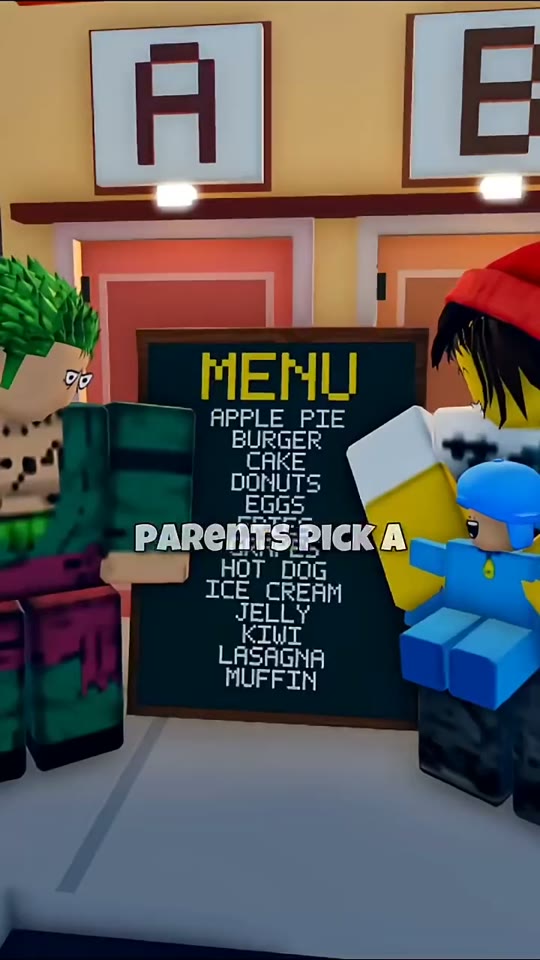 A
B
MENU
APPLE PIE
BURGER
CAKE
DONUTS
EGGS
PARENTS PICK A
HOT DOG
ICE CREAM
JELLY
KIWI
LASAGNA
MUFFIN